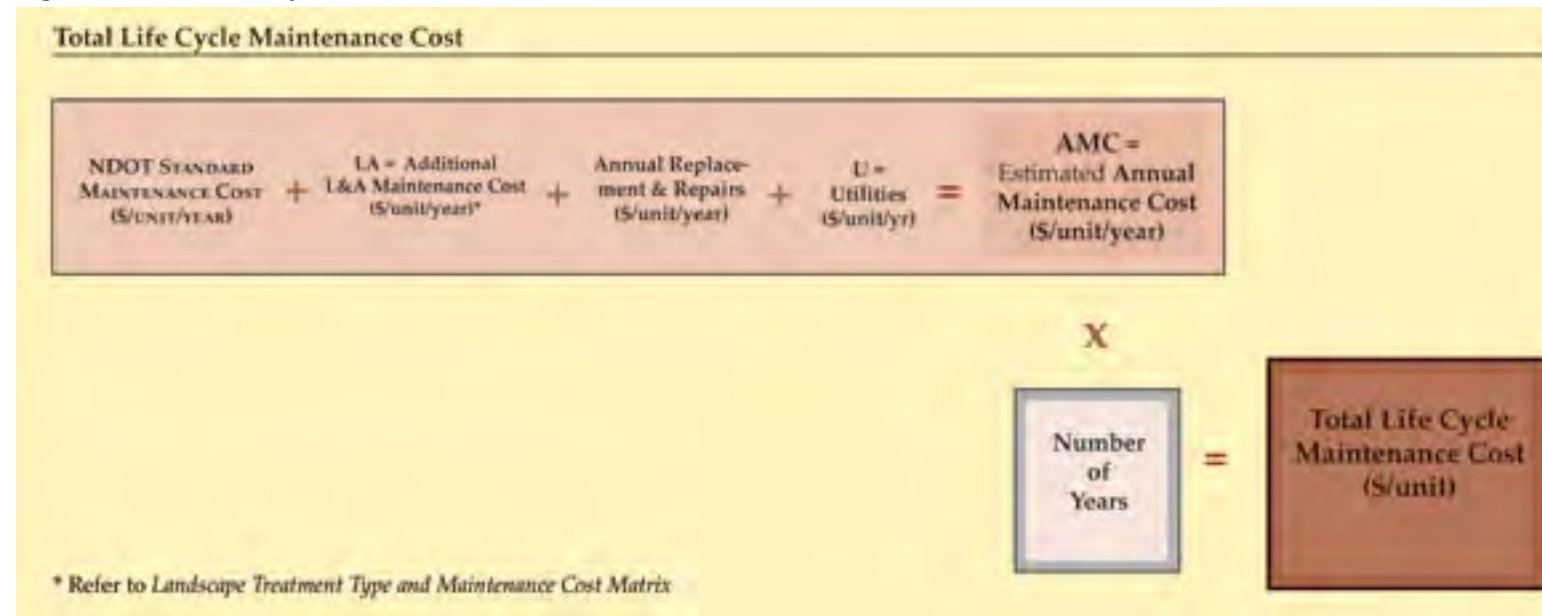 Total Life Cycle Maintenance Cost
NDOT STANDARD
MAINTENANCE COST
($/UNIT/YEAR)
+
LA = Additional
L&A Maintenance Cost
($/unit/year)*
+
Annual Replace-
ment & Repairs
($/unit/year)
+
U =
Utilities
($/unit/yr)
=
AMC =
Estimated Annual
Maintenance Cost
($/unit/year)
X
Number
of
Years
=
Total Life Cycle
Maintenance Cost
($/unit)
* Refer to Landscape Treatment Type and Maintenance Cost Matrix